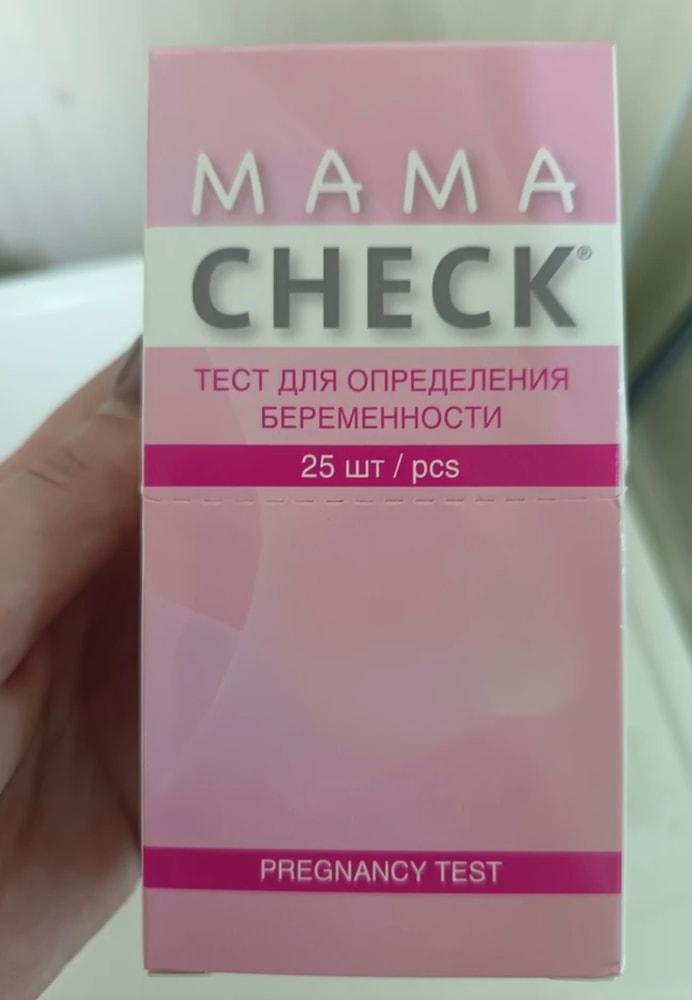 MAMA
CHECK®
ТЕСТ ДЛЯ ОПРЕДЕЛЕНИЯ
БЕРЕМЕННОСТИ
25 шт / pcs
PREGNANCY TEST